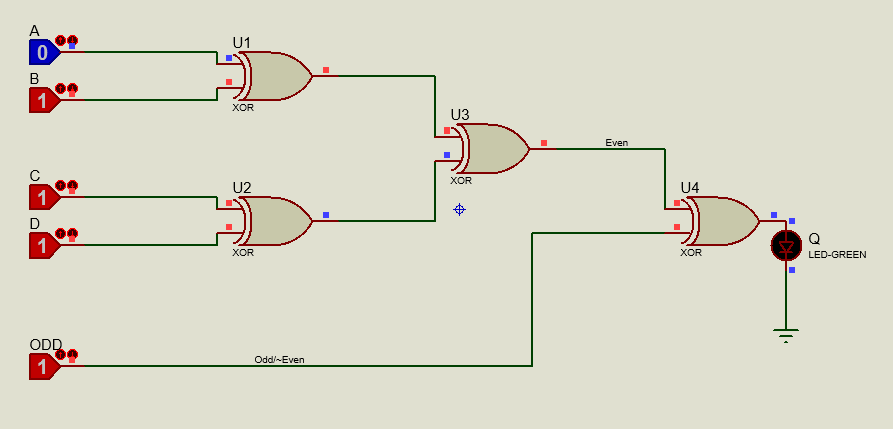 A
0
B
1
U1
XOR
U3
XOR
Even
C
1
D
1
U2
XOR
U4
XOR
Q
LED-GREEN
ODD
1
Odd/~Even